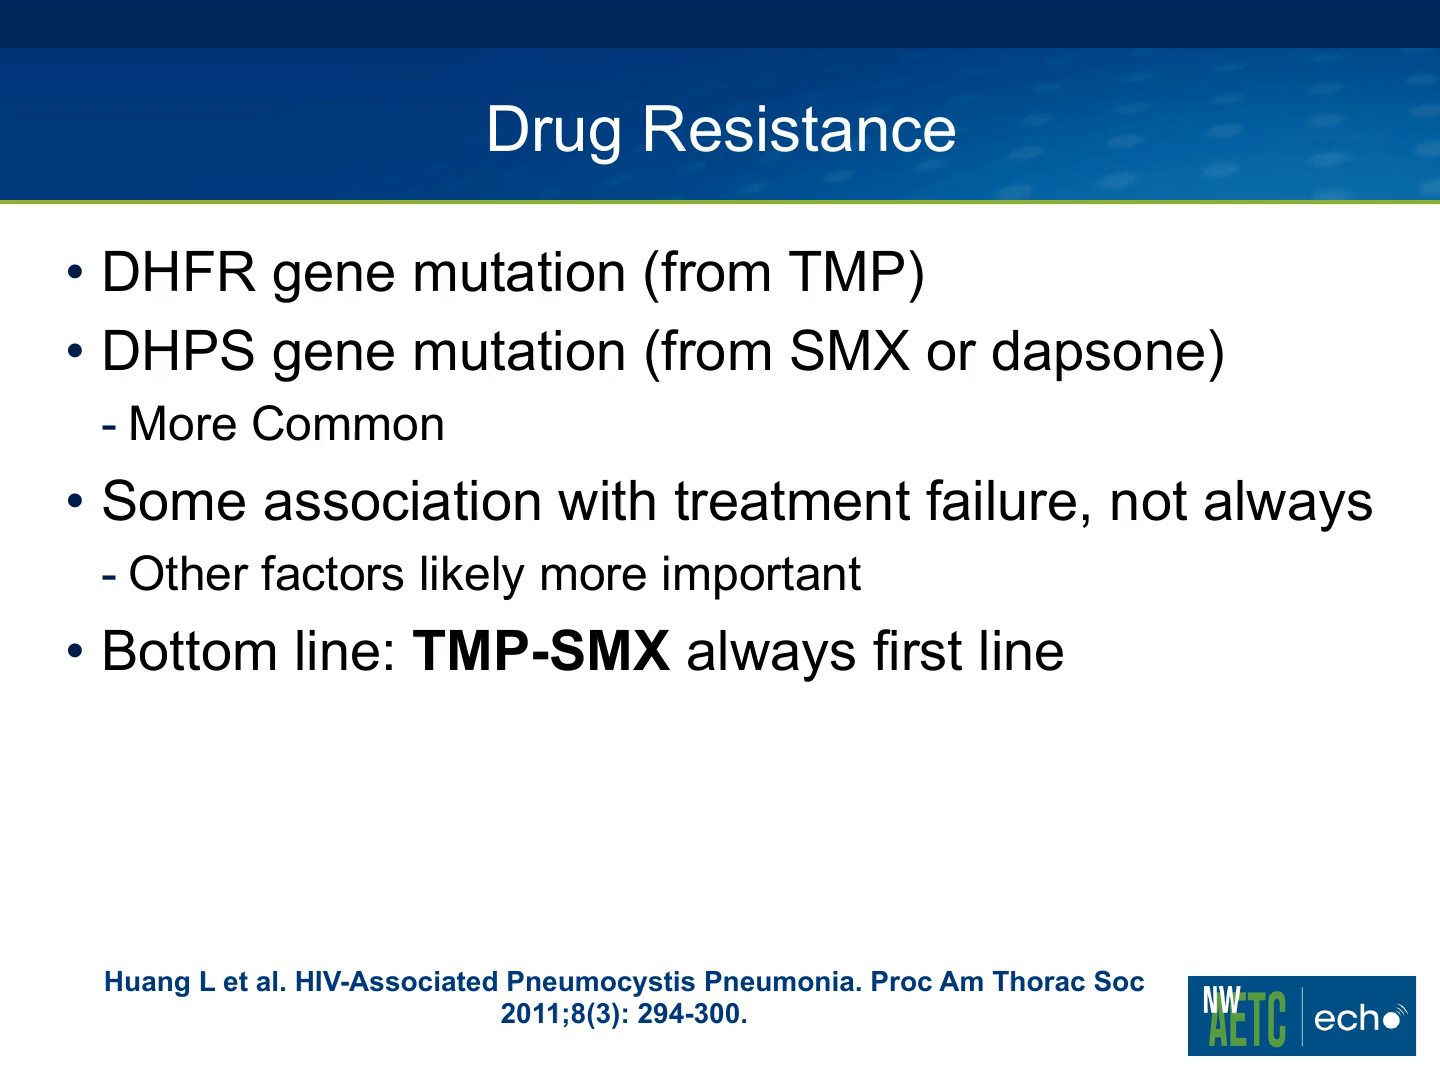 Drug Resistance
• DHFR gene mutation (from TMP)
• DHPS gene mutation (from SMX or dapsone)
- More Common
• Some association with treatment failure, not always
- Other factors likely more important
• Bottom line: TMP-SMX always first line
Huang L et al. HIV-Associated Pneumocystis Pneumonia. Proc Am Thorac Soc
2011;8(3): 294-300.
NW
AETC
echo